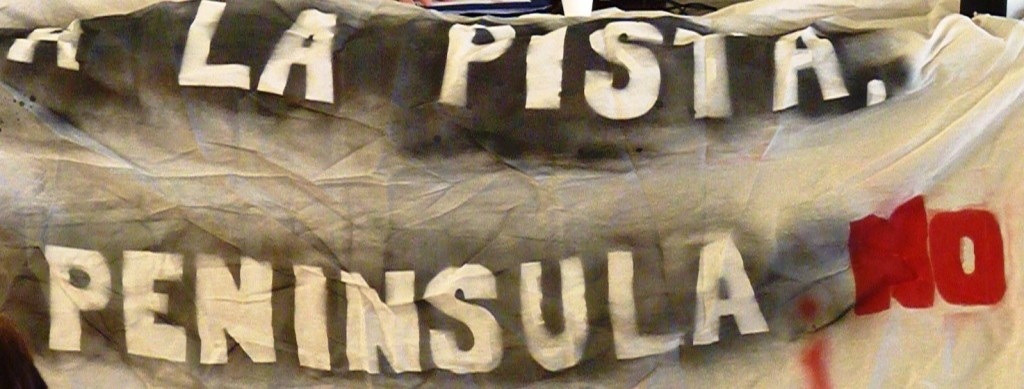 A LA PISTA,
PENINSULA NO
¡